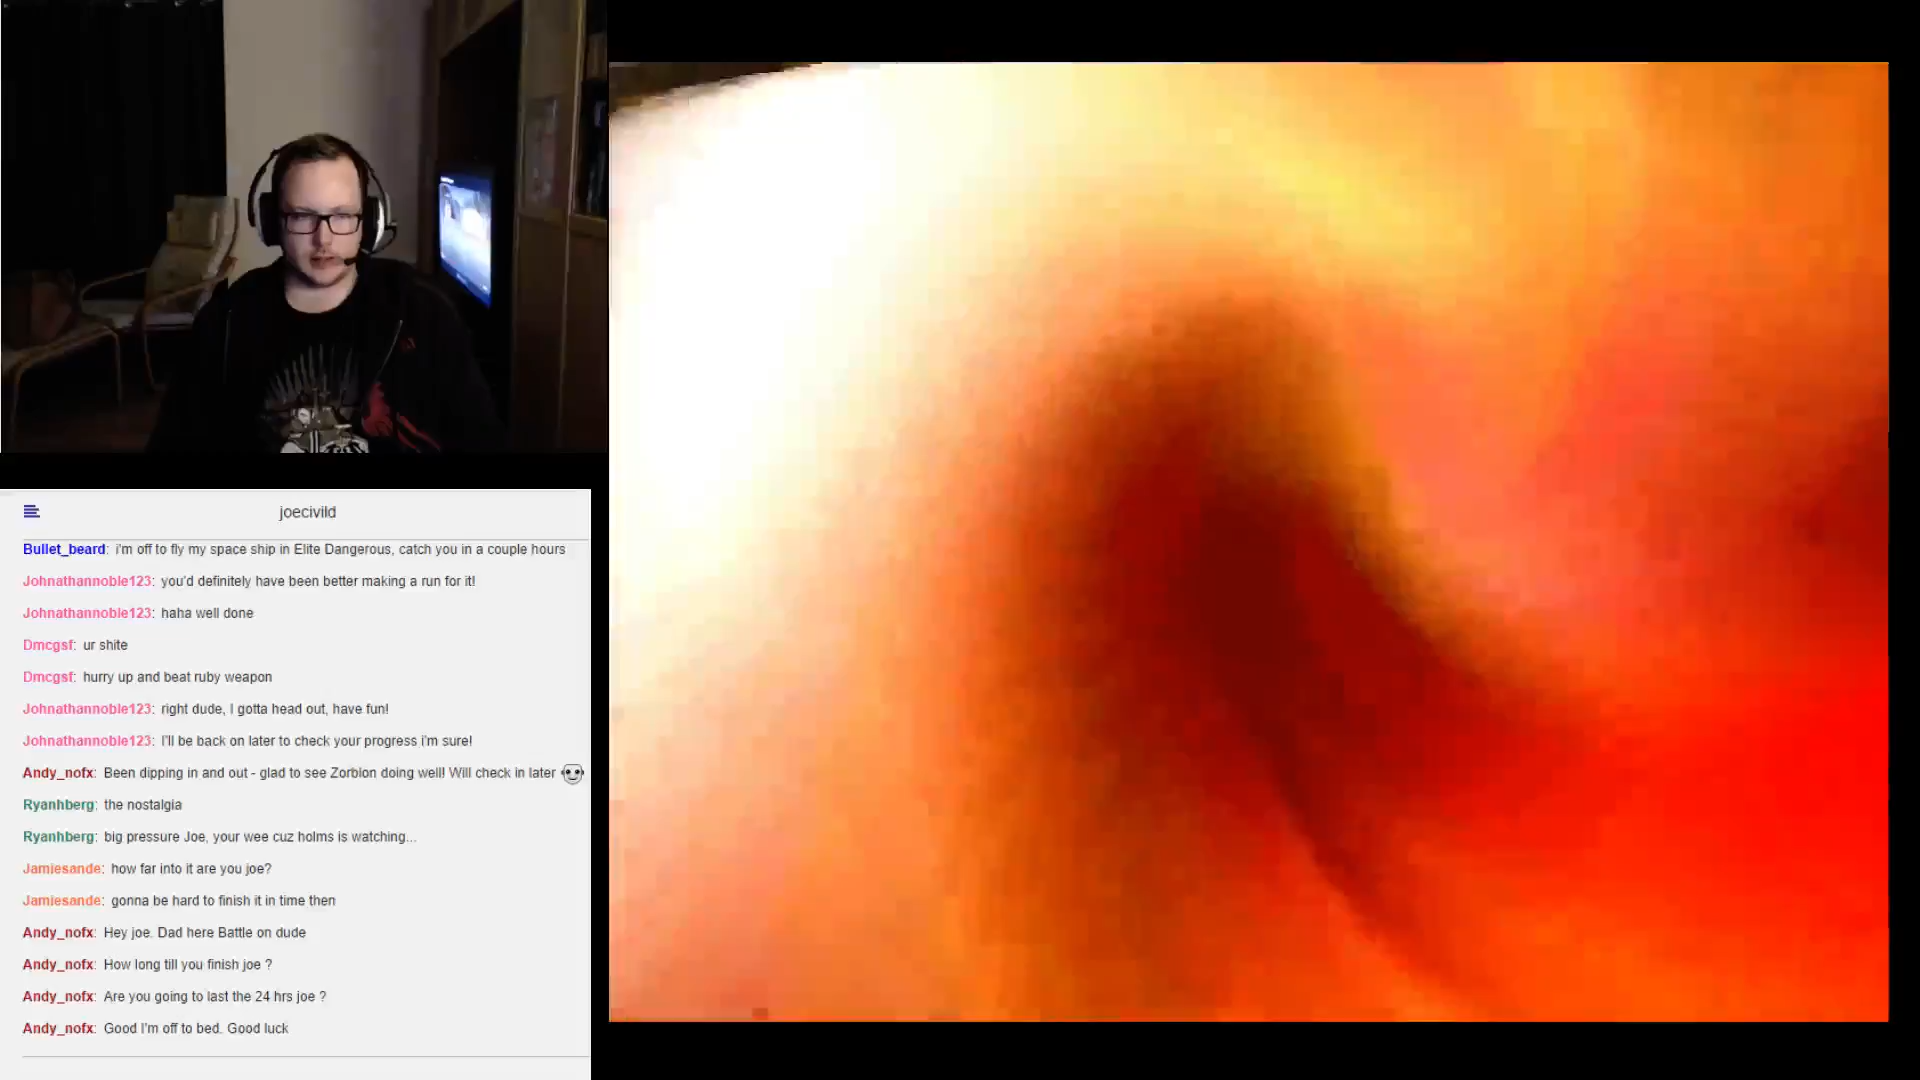 joecivild
Bullet_beard: i'm off to fly my space ship in Elite Dangerous, catch you in a couple hours
Johnathannoble123: you'd definitely have been better making a run for it!
Johnathannoble123: haha well done
Dmcgsf: ur shite
Dmcgsf: hurry up and beat ruby weapon
Johnathannoble123: right dude, I gotta head out, have fun!
Johnathannoble123: I'll be back on later to check your progress i'm sure!
Andy_nofx: Been dipping in and out - glad to see Zorbion doing well! Will check in later
Ryanhberg: the nostalgia
Ryanhberg: big pressure Joe, your wee cuz holms is watching...
Jamiesande: how far into it are you joe?
Jamiesande: gonna be hard to finish it in time then
Andy_nofx: Hey joe. Dad here Battle on dude
Andy_nofx: How long till you finish joe ?
Andy_nofx: Are you going to last the 24 hrs joe ?
Andy_nofx: Good I'm off to bed. Good luck